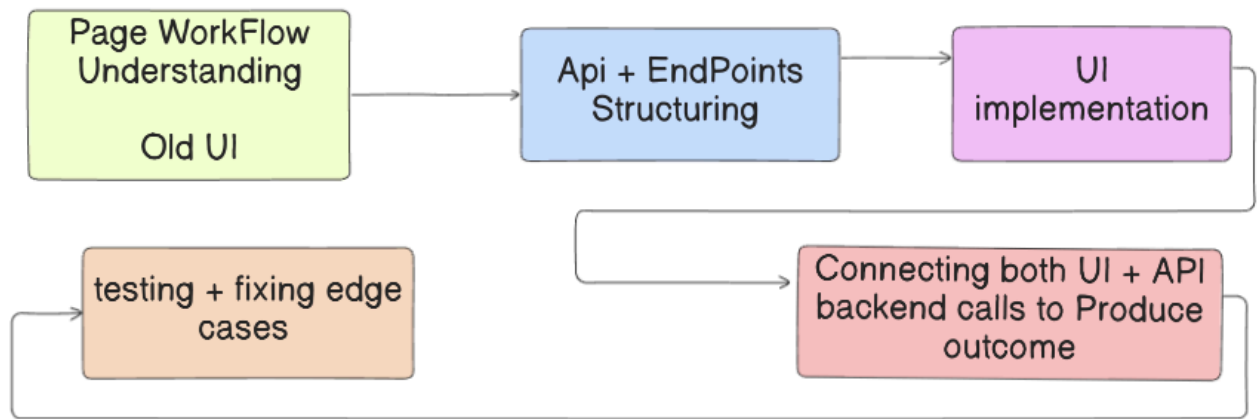 Page WorkFlow
Understanding
Old UI
Api + EndPoints
Structuring
UI
implementation
Connecting both UI + API
backend calls to Produce
outcome
testing + fixing edge
cases